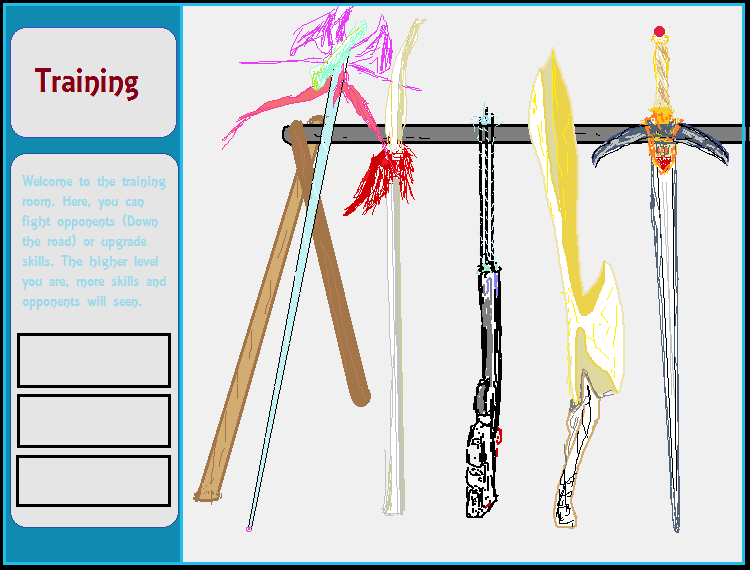 Training
Welcome to the training
room. Here, you can
fight opponents (Down
the road) or upgrade
skills. The higher level
you are, more skills and
opponents will seen.